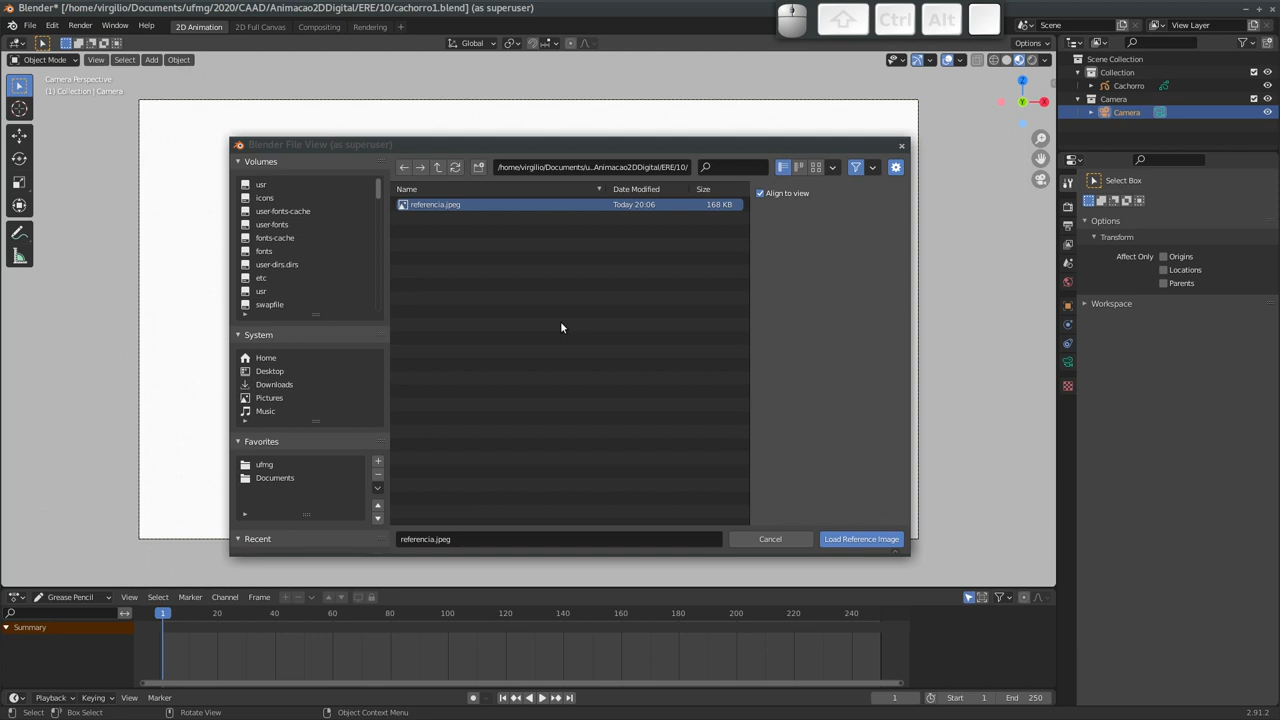 Blender* [/home/virgilio/Documents/ufmg/2020/CAAD/Animacao2DDigital/ERE/10/cachorro1.blend] (as superuser)
Ctrl Alt
File Edit Render Window Help 2D Animation 2D Full Canvas Compositing Rendering Scene View Layer
Global Options
Object Mode View Select Add Object
Camera Perspective
(1) Collection | Camera
Z
X
Y
Scene Collection
Collection
Cachorro
Camera
Camera
Select Box
Options
Transform
Affect Only Origins
Locations
Parents
Workspace
Blender File View (as superuser)
Volumes
usr
icons
user-fonts-cache
user-fonts
fonts-cache
fonts
user-dirs.dirs
etc
usr
swapfile
System
Home
Desktop
Downloads
Pictures
Music
Favorites
ufmg
Documents
Recent
/home/virgilio/Documents/u..Animacao2DDigital/ERE/10/
Name Date Modified Size
referencia.jpeg Today 20:06 168 KB
Align to view
referencia.jpeg Cancel Load Reference Image
Grease Pencil View Select Marker Channel Frame
1 20 40 60 80 100 120 140 160 180 200 220 240
Summary
Playback Keying View Marker 1 Start 1 End 250
Select Box Select Rotate View Object Context Menu 2.91.2